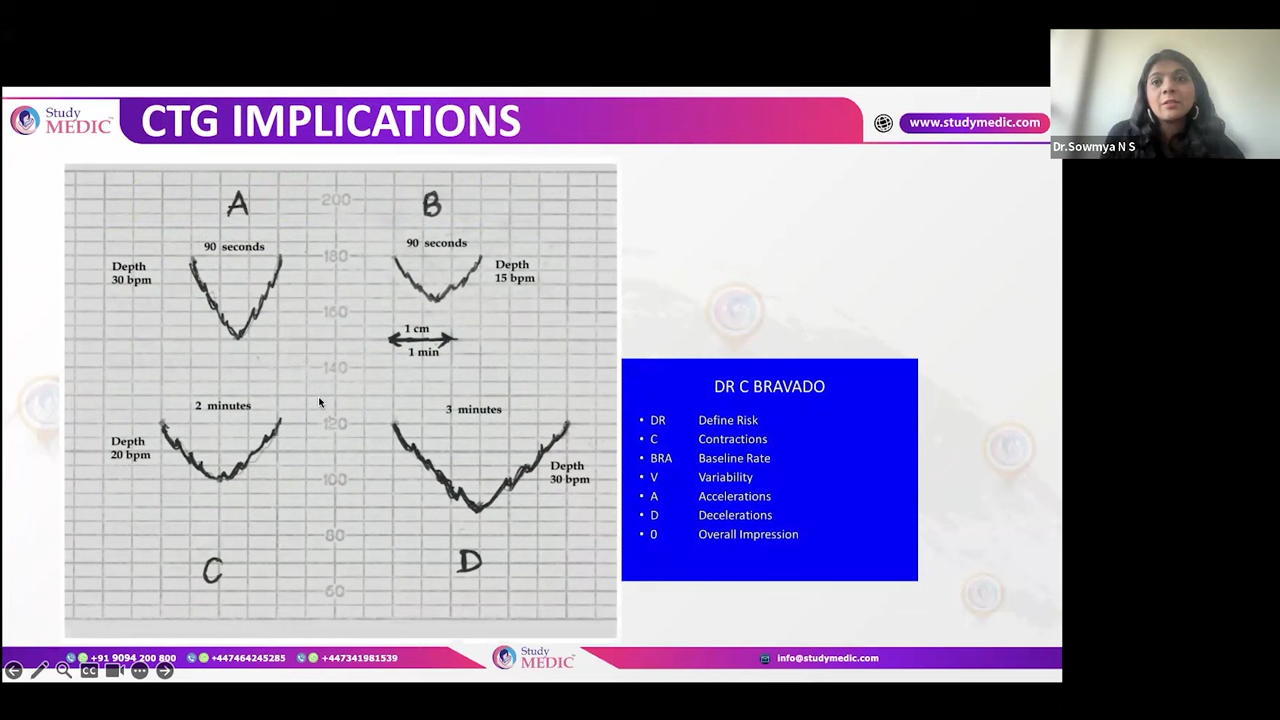 Study
MEDIC
CTG IMPLICATIONS
www.studymedic.com
Dr.Sowmya N S
A
B
200
90 seconds
90 seconds
Depth
30 bpm
180
Depth
15 bpm
160
1 cm
1 min
140
2 minutes
3 minutes
120
Depth
20 bpm
Depth
30 bpm
100
80
C
D
60
DR C BRAVADO
• DR Define Risk
• C Contractions
• BRA Baseline Rate
• V Variability
• A Accelerations
• D Decelerations
• 0 Overall Impression
+91 9094 200 800
+447464245285
+447341981539
Study
MEDIC
info@studymedic.com
CC